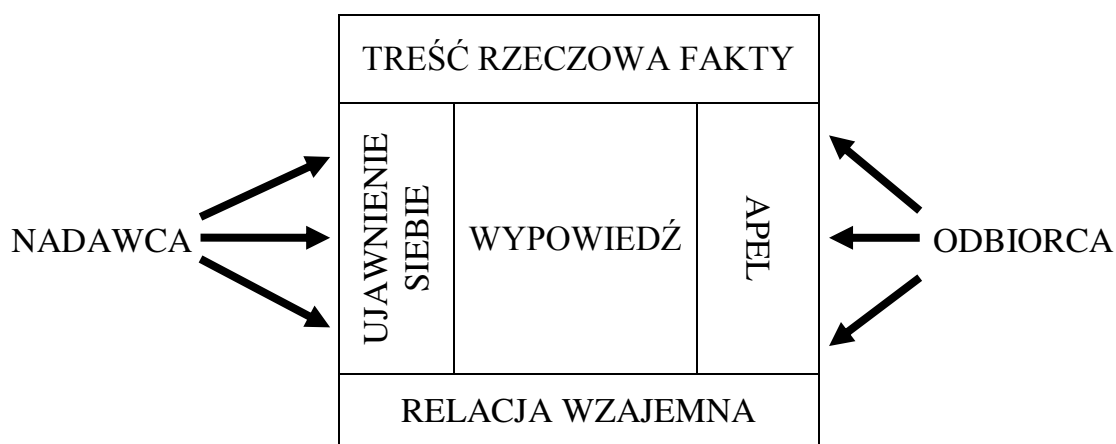 TREŚĆ RZECZOWA FAKTY
NADAWCA
UJAWNIENIE
SIEBIE
WYPOWIEDŹ
APEL
ODBIORCA
RELACJA WZAJEMNA